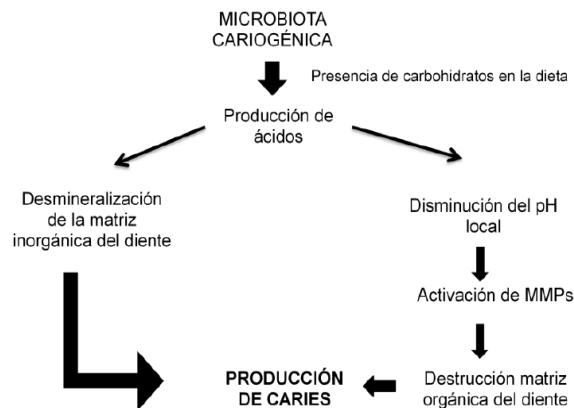 MICROBIOTA
CARIOGÉNICA
Presencia de carbohidratos en la dieta
Producción de
ácidos
Desmineralización
de la matriz
inorgánica del diente
Disminución del pH
local
Activación de MMPs
PRODUCCIÓN
DE CARIES
Destrucción matriz
orgánica del diente